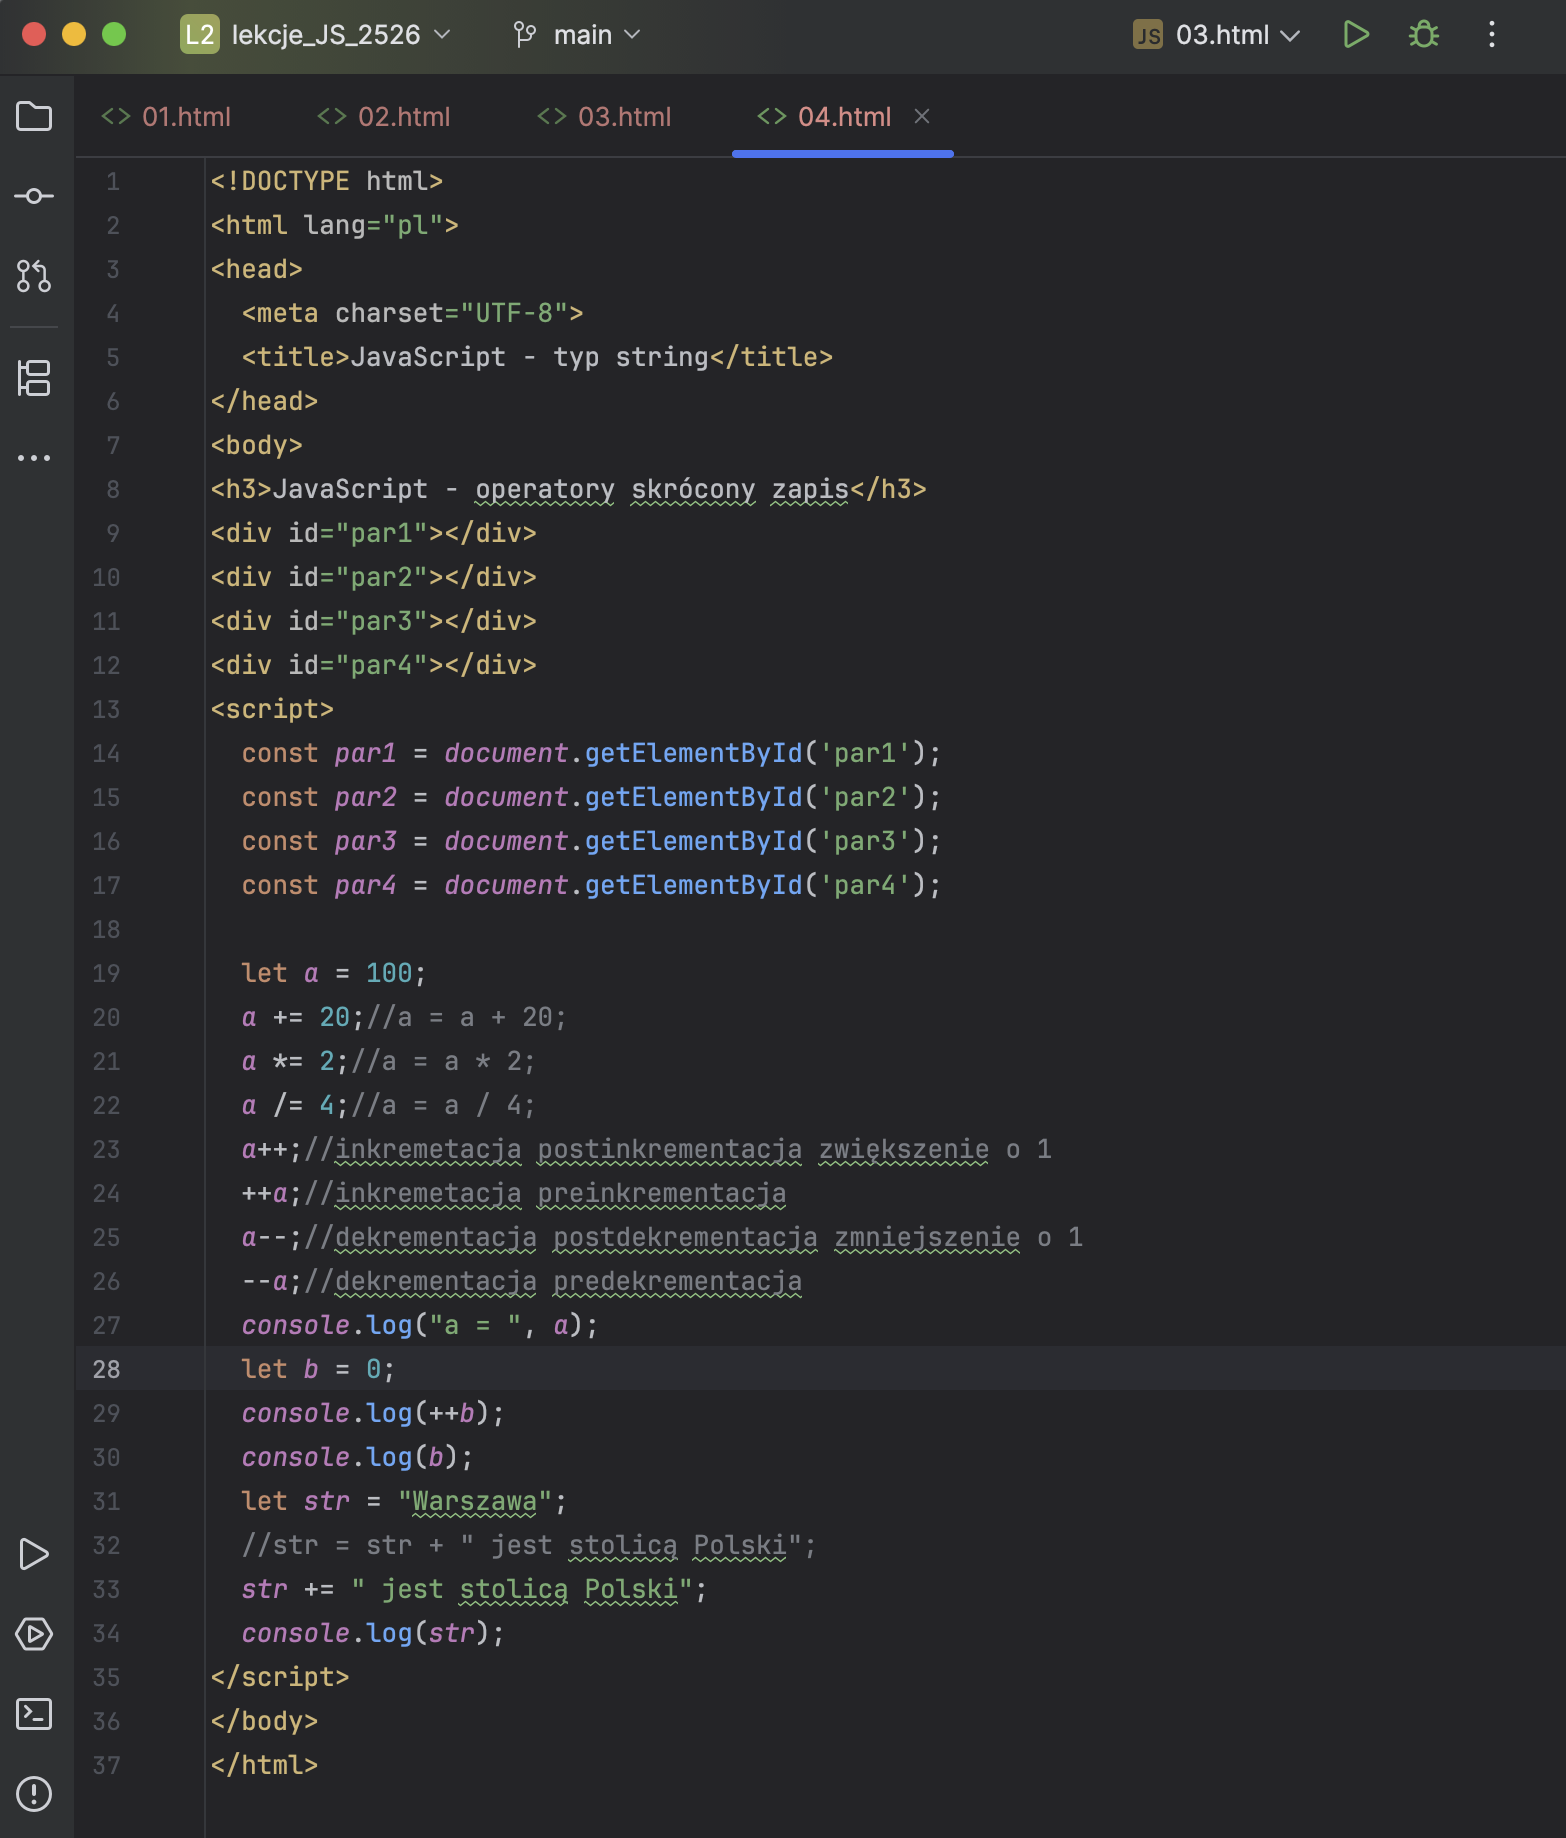 L2 lekcje_JS_2526 main JS 03.html
01.html 02.html 03.html 04.html
1 <!DOCTYPE html>
2 <html lang="pl">
3 <head>
4 <meta charset="UTF-8">
5 <title>JavaScript - typ string</title>
6 </head>
7 <body>
8 <h3>JavaScript - operatory skrócony zapis</h3>
9 <div id="par1"></div>
10 <div id="par2"></div>
11 <div id="par3"></div>
12 <div id="par4"></div>
13 <script>
14 const par1 = document.getElementById('par1');
15 const par2 = document.getElementById('par2');
16 const par3 = document.getElementById('par3');
17 const par4 = document.getElementById('par4');
18
19 let a = 100;
20 a += 20;//a = a + 20;
21 a *= 2;//a = a * 2;
22 a /= 4;//a = a / 4;
23 a++;//inkremetacja postinkrementacja zwiększenie o 1
24 ++a;//inkremetacja preinkrementacja
25 a--;//dekrementacja postdekrementacja zmniejszenie o 1
26 --a;//dekrementacja predekrementacja
27 console.log("a = ", a);
28 let b = 0;
29 console.log(++b);
30 console.log(b);
31 let str = "Warszawa";
32 //str = str + " jest stolicą Polski";
33 str += " jest stolicą Polski";
34 console.log(str);
35 </script>
36 </body>
37 </html>